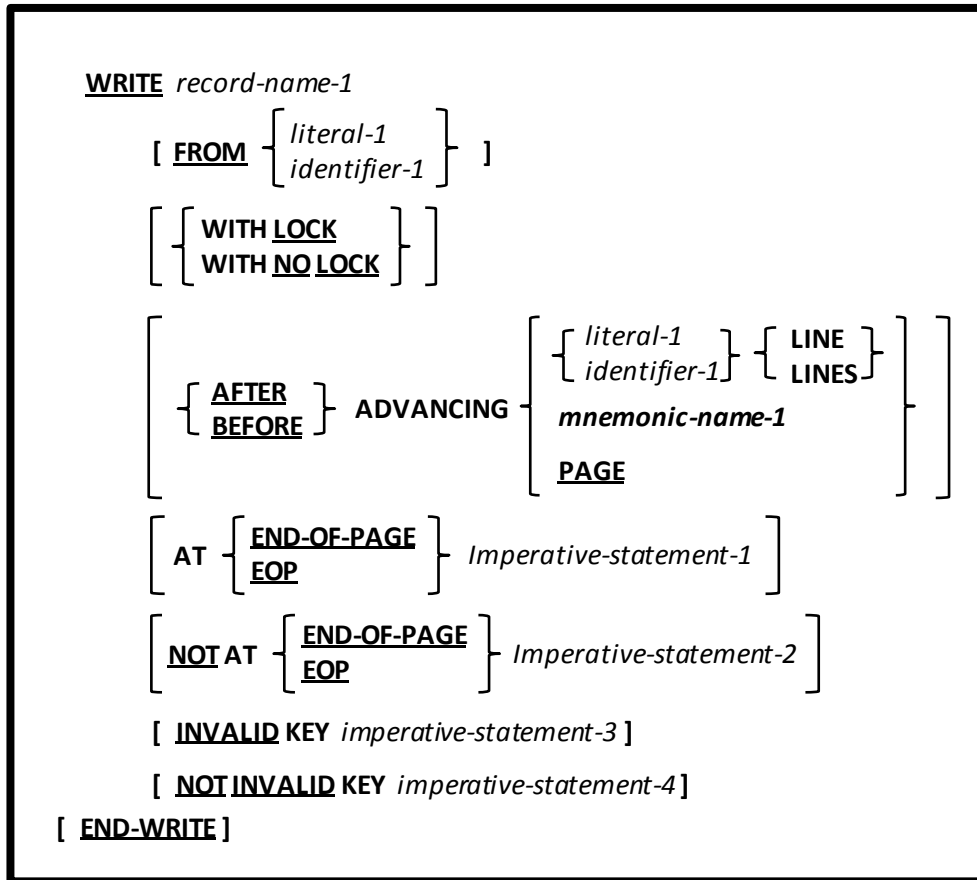 WRITE record-name-1
[ FROM { literal-1
identifier-1 } ]
[ { WITH LOCK
WITH NO LOCK } ]
[ { AFTER
BEFORE } ADVANCING { { literal-1
identifier-1 } { LINE
LINES }
mnemonic-name-1
PAGE } ]
[ AT { END-OF-PAGE
EOP } Imperative-statement-1 ]
[ NOT AT { END-OF-PAGE
EOP } Imperative-statement-2 ]
[ INVALID KEY imperative-statement-3 ]
[ NOT INVALID KEY imperative-statement-4 ]
[ END-WRITE ]